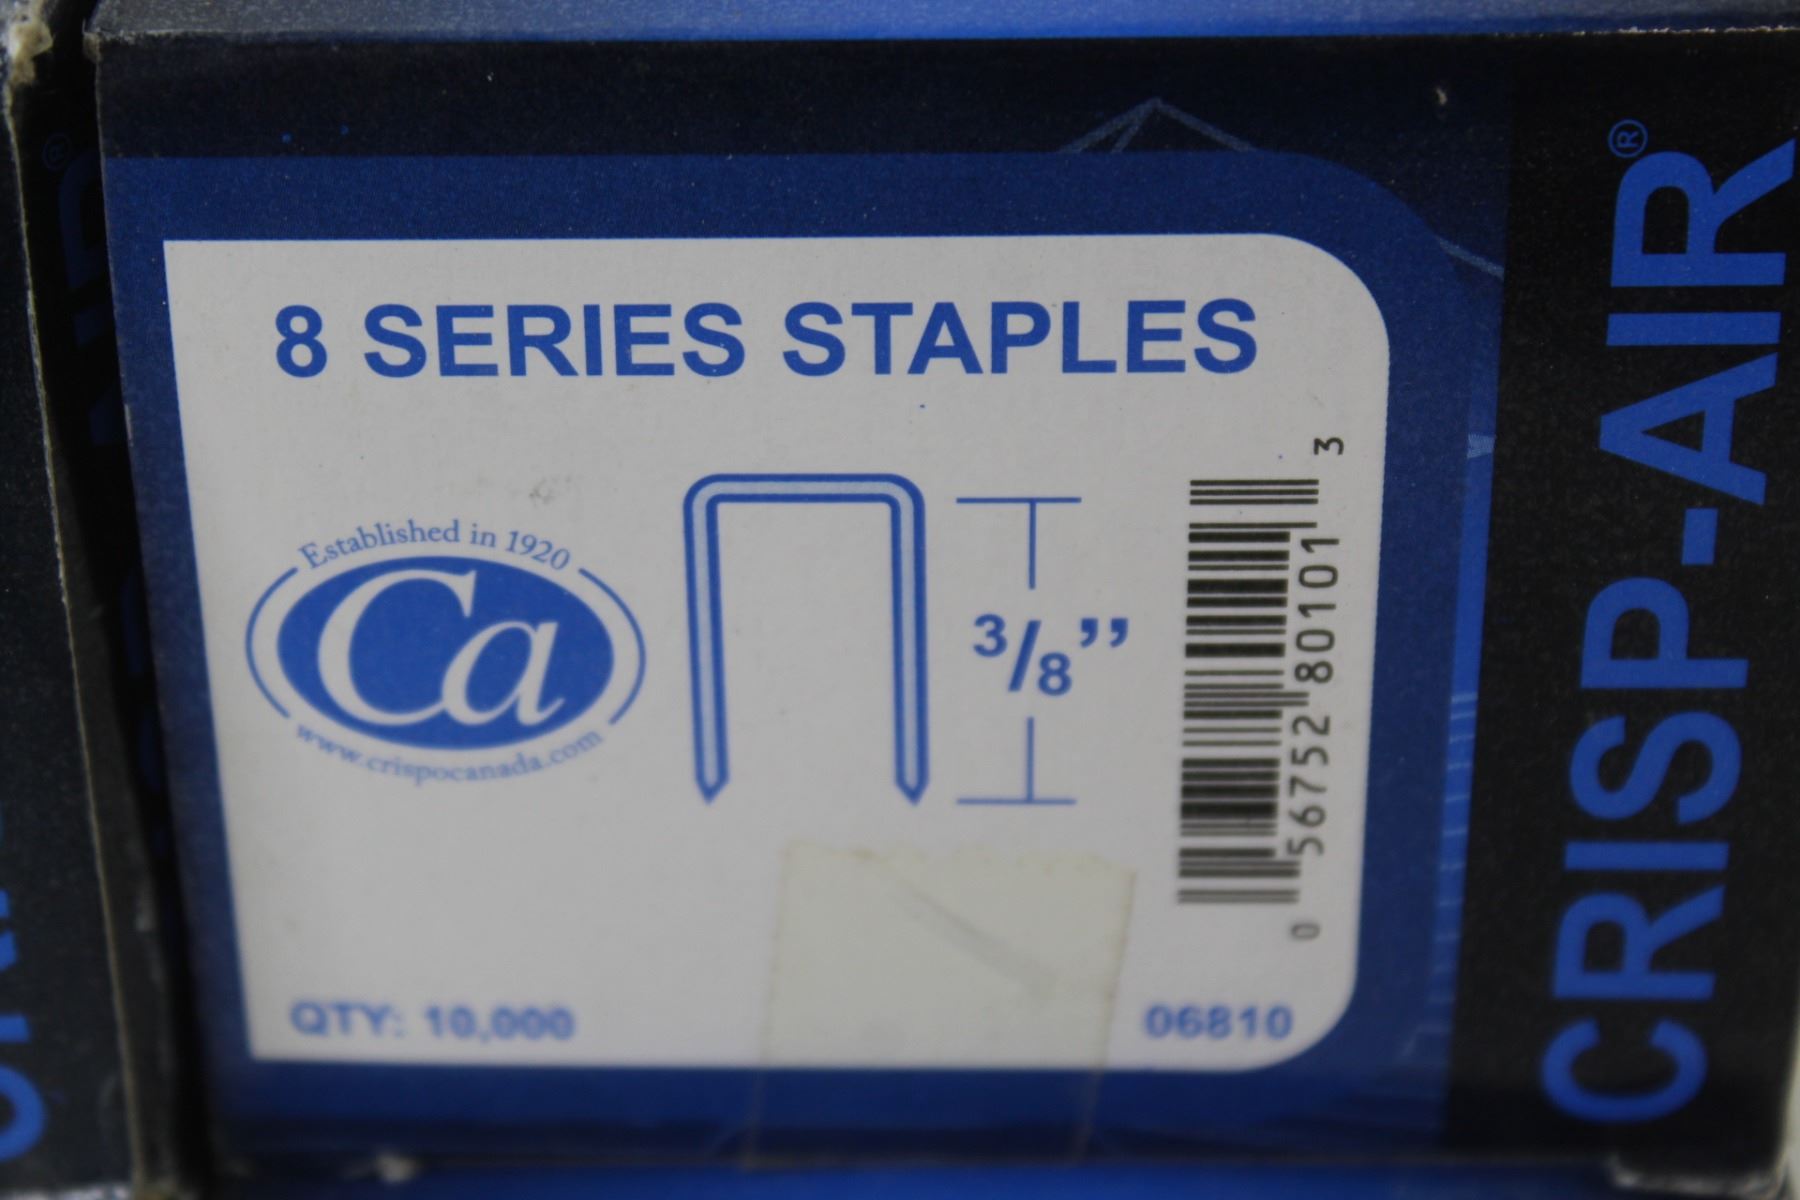 8 SERIES STAPLES
Established in 1920
Ca
www.crispocanada.com
3/8”
0 56752 80101 3
QTY: 10,000
06810
CRISP-AIR®